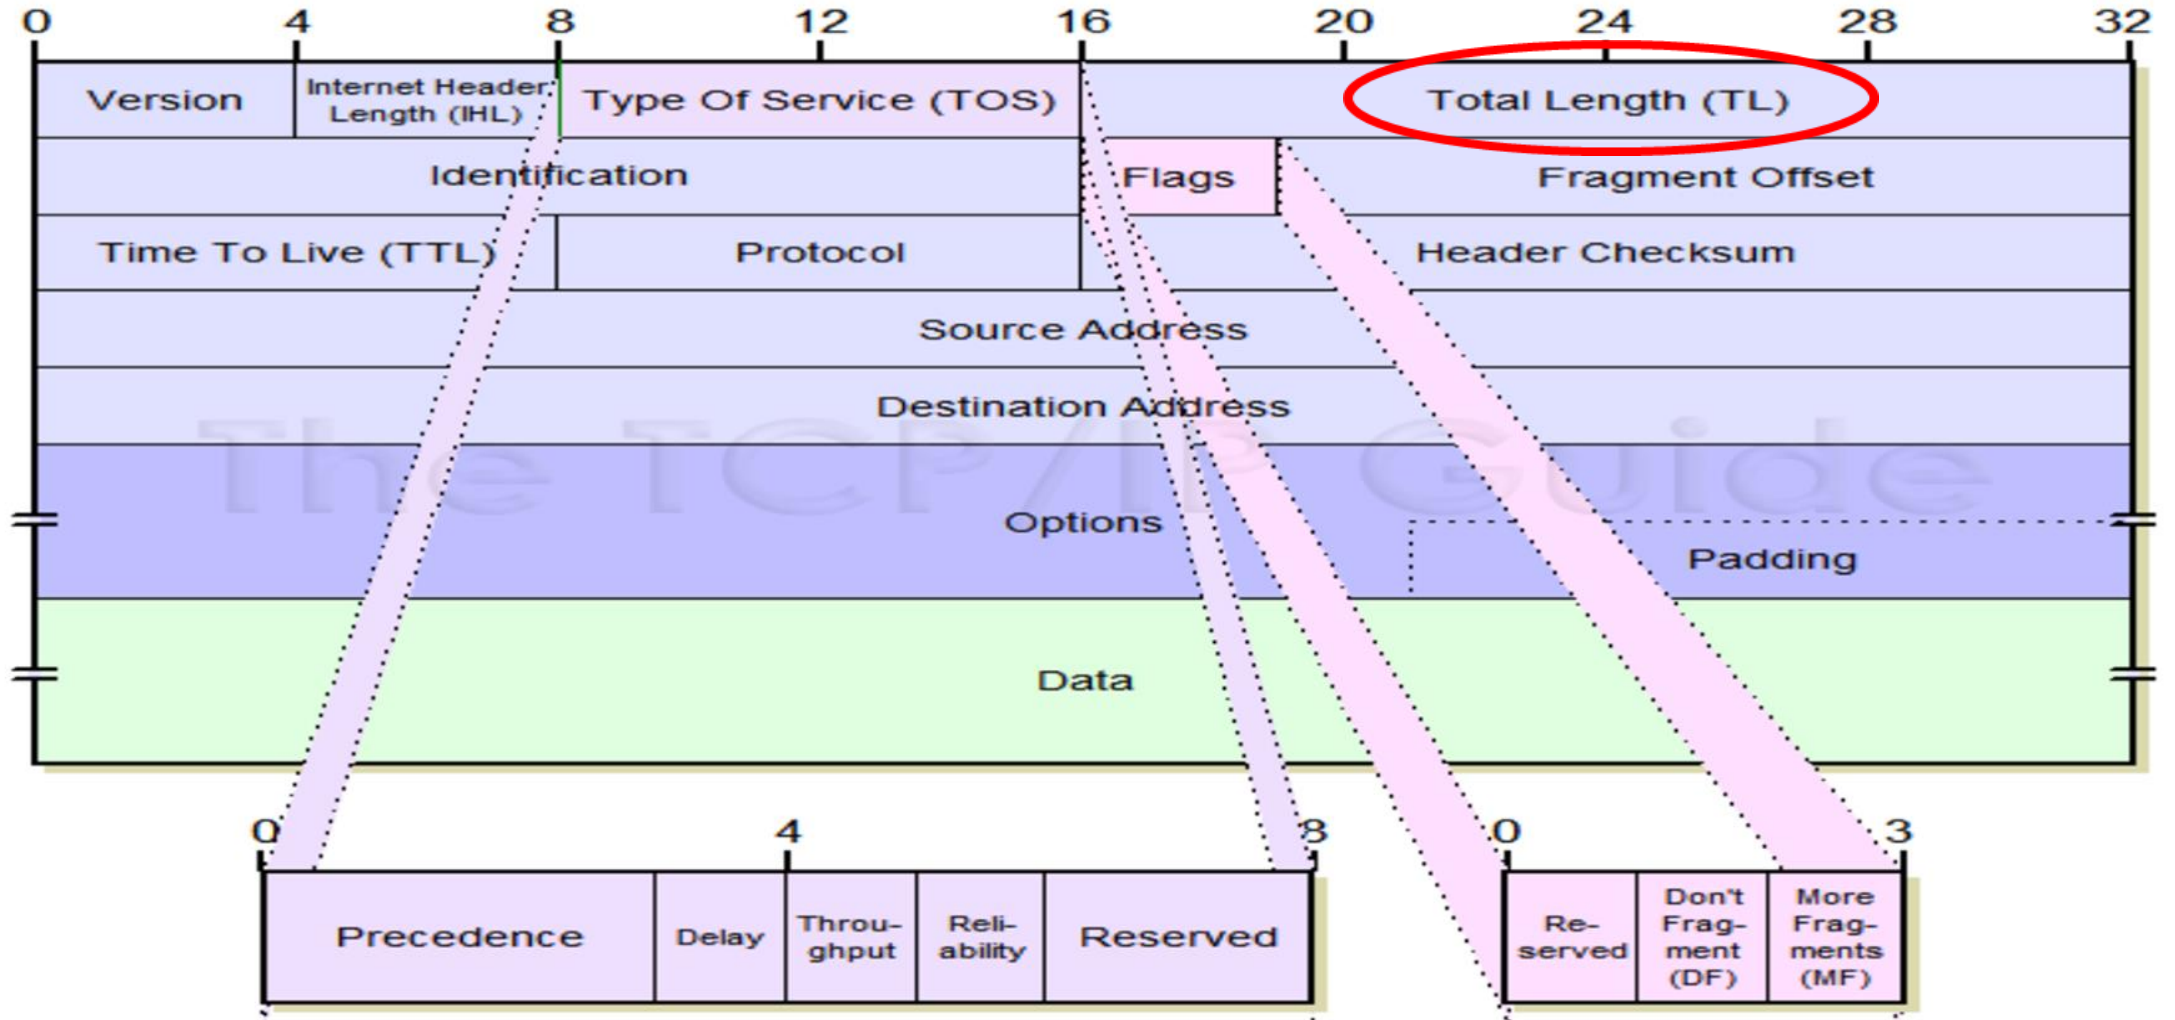 0 4 8 12 16 20 24 28 32
Version
Internet Header
Length (IHL)
Type Of Service (TOS)
Total Length (TL)
Identification
Flags
Fragment Offset
Time To Live (TTL)
Protocol
Header Checksum
Source Address
Destination Address
The TCP/IP Guide
Options
Padding
Data
0 4 8
Precedence
Delay
Throu-
ghput
Reli-
ability
Reserved
0 3
Re-
served
Don't
Frag-
ment
(DF)
More
Frag-
ments
(MF)